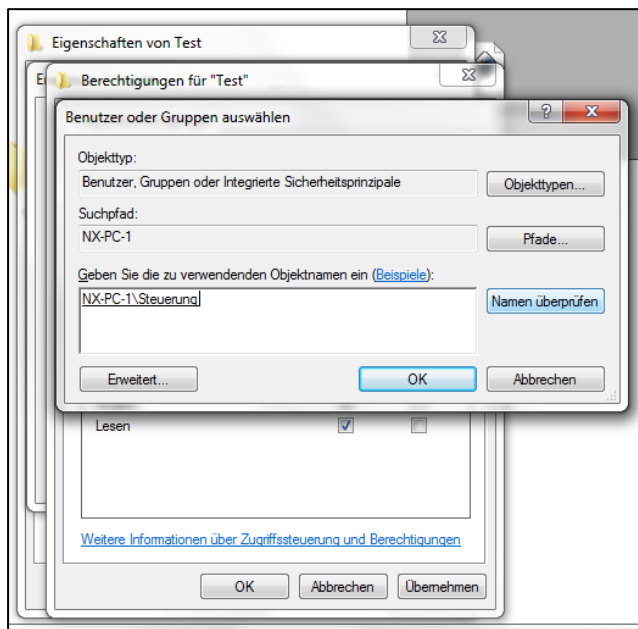 Eigenschaften von Test
Berechtigungen für "Test"
Benutzer oder Gruppen auswählen
Objekttyp:
Benutzer, Gruppen oder Integrierte Sicherheitsprinzipale
Objekttypen...
Suchpfad:
NX-PC-1
Pfade...
Geben Sie die zu verwendenden Objektnamen ein (Beispiele):
NX-PC-1\Steuerung
Namen überprüfen
Erweitert...
OK
Abbrechen
Lesen
Weitere Informationen über Zugriffssteuerung und Berechtigungen
OK
Abbrechen
Übernehmen